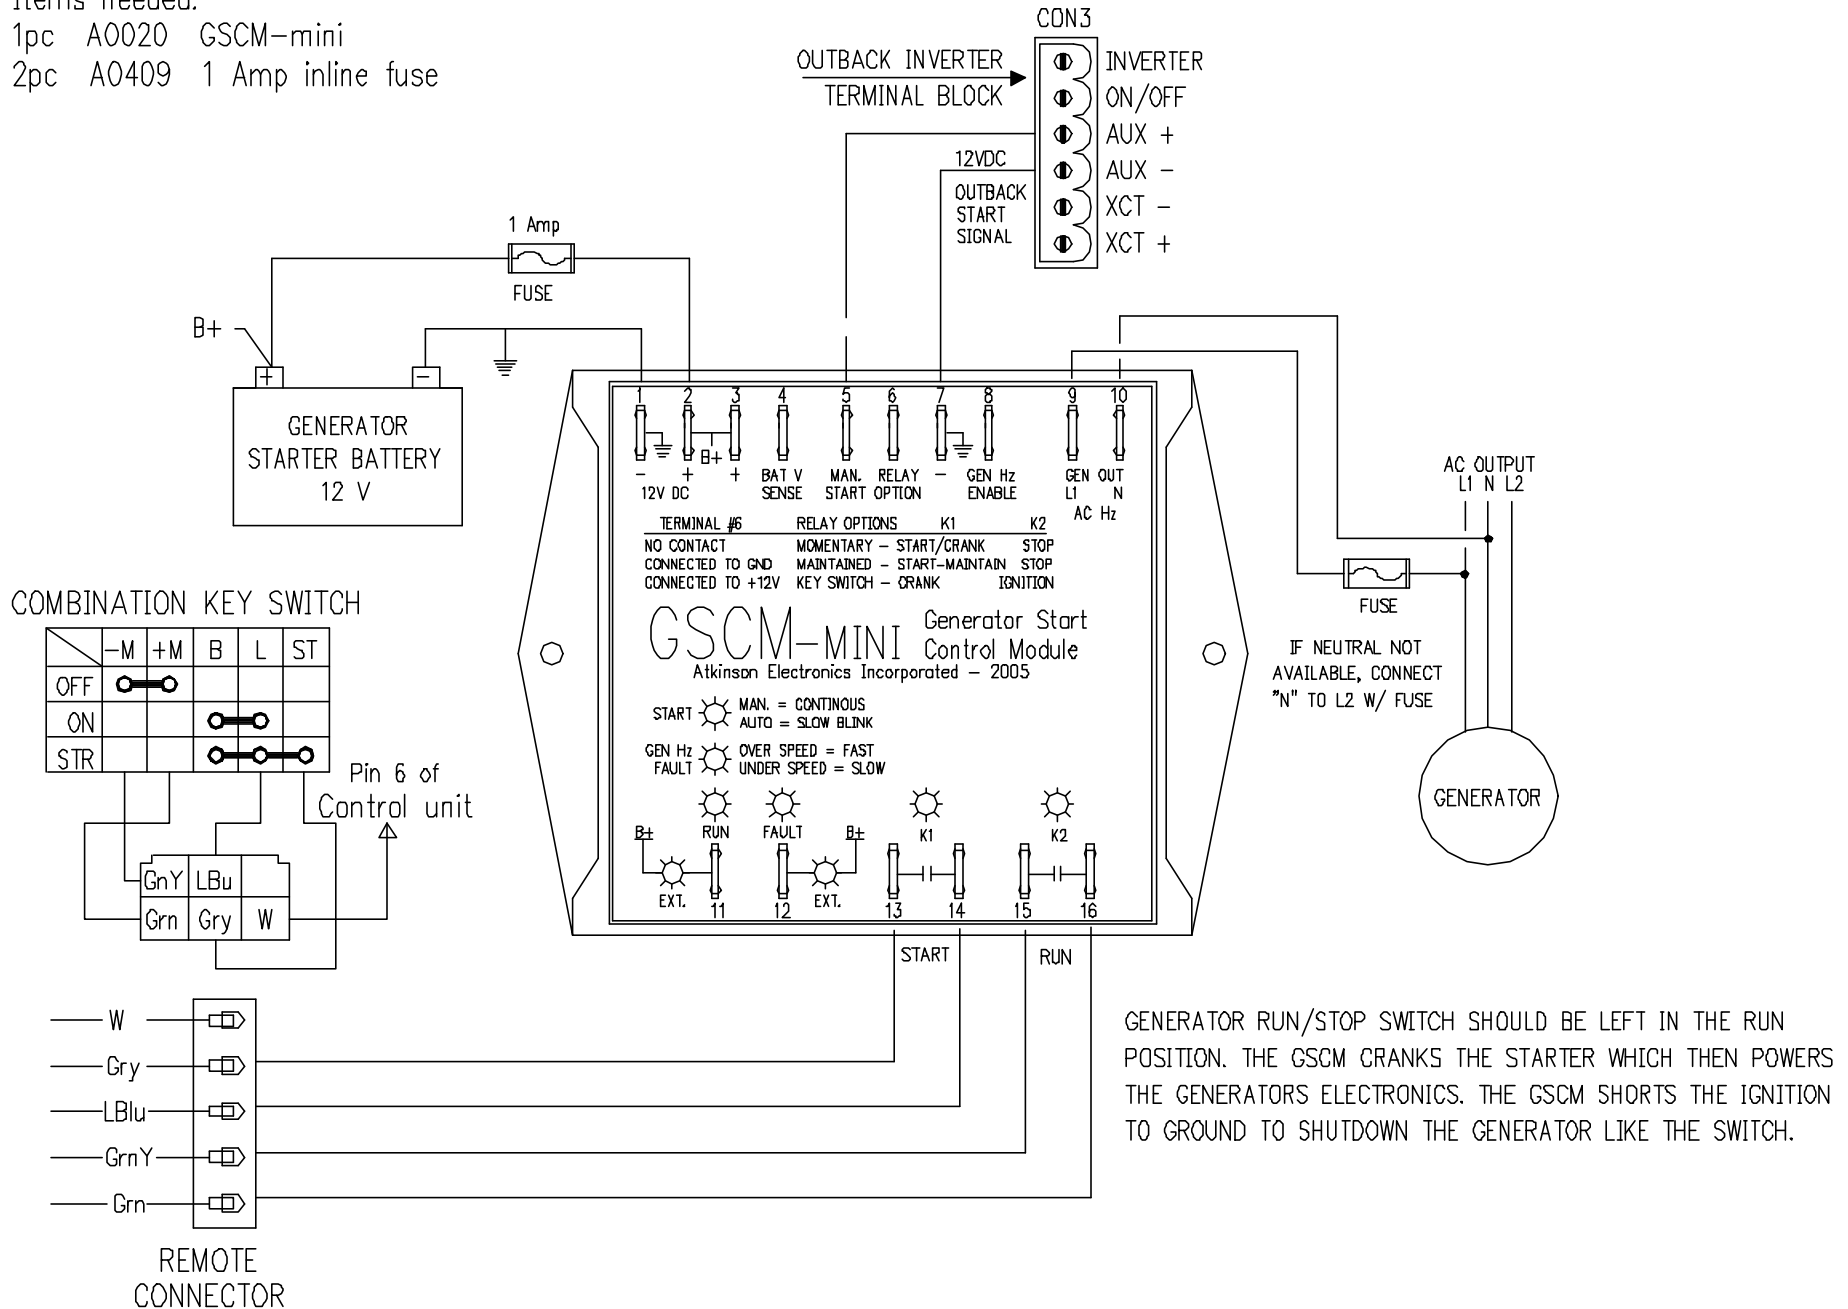 Items needed:
1pc A0020 GSCM-mini
2pc A0409 1 Amp inline fuse
CON3
OUTBACK INVERTER
TERMINAL BLOCK
INVERTER
ON/OFF
AUX +
AUX -
XCT -
XCT +
12VDC
OUTBACK
START
SIGNAL
1 Amp
FUSE
B+
+
-
GENERATOR
STARTER BATTERY
12 V
1 2 3 4 5 6 7 8 9 10
B+
- + + BAT V MAN. RELAY - GEN Hz GEN OUT
12V DC SENSE START OPTION ENABLE L1 N
AC Hz
TERMINAL #6 RELAY OPTIONS K1 K2
NO CONTACT MOMENTARY - START/CRANK STOP
CONNECTED TO GND MAINTAINED - START-MAINTAIN STOP
CONNECTED TO +12V KEY SWITCH - CRANK IGNITION
GSCM-MINI Generator Start
Control Module
Atkinson Electronics Incorporated - 2005
START MAN. = CONTINOUS
AUTO = SLOW BLINK
GEN Hz OVER SPEED = FAST
FAULT UNDER SPEED = SLOW
B+ RUN FAULT B+ K1 K2
EXT. 11 12 EXT. 13 14 15 16
START RUN
AC OUTPUT
L1 N L2
FUSE
IF NEUTRAL NOT
AVAILABLE, CONNECT
"N" TO L2 W/ FUSE
GENERATOR
COMBINATION KEY SWITCH
-M +M B L ST
OFF
ON
STR
Pin 6 of
Control unit
GnY LBu
Grn Gry W
W
Gry
LBlu
GrnY
Grn
REMOTE
CONNECTOR
GENERATOR RUN/STOP SWITCH SHOULD BE LEFT IN THE RUN
POSITION. THE GSCM CRANKS THE STARTER WHICH THEN POWERS
THE GENERATORS ELECTRONICS. THE GSCM SHORTS THE IGNITION
TO GROUND TO SHUTDOWN THE GENERATOR LIKE THE SWITCH.